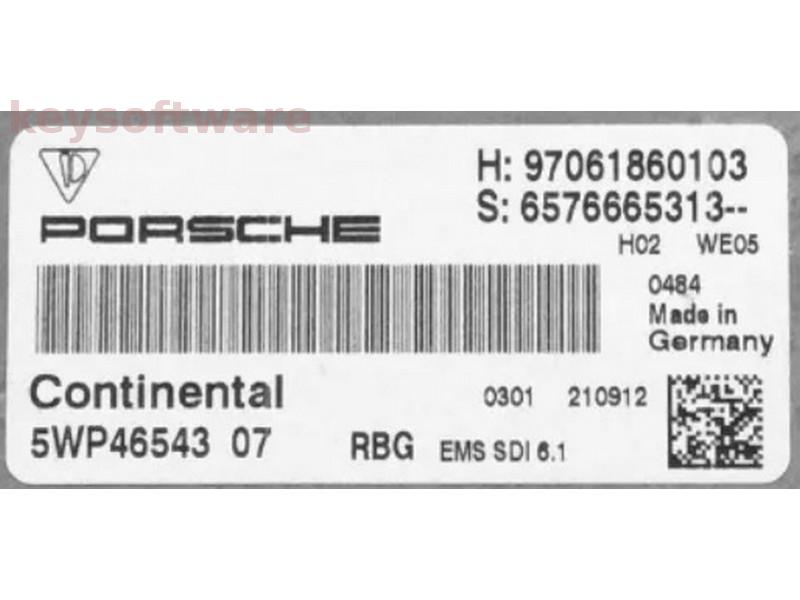 keysoftware
H: 97061860103
PORSCHE
S: 6576665313--
H02 WE05
0484
Made in
Germany
Continental
0301 210912
5WP46543 07
RBG EMS SDI 6.1